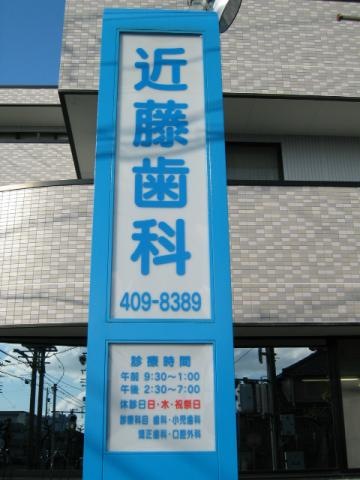 近藤歯科
409-8389
診療時間
午前 9:30〜1:00
午後 2:30〜7:00
休診日 日・木・祝祭日
診療科目 歯科・小児歯科
矯正歯科・口腔外科